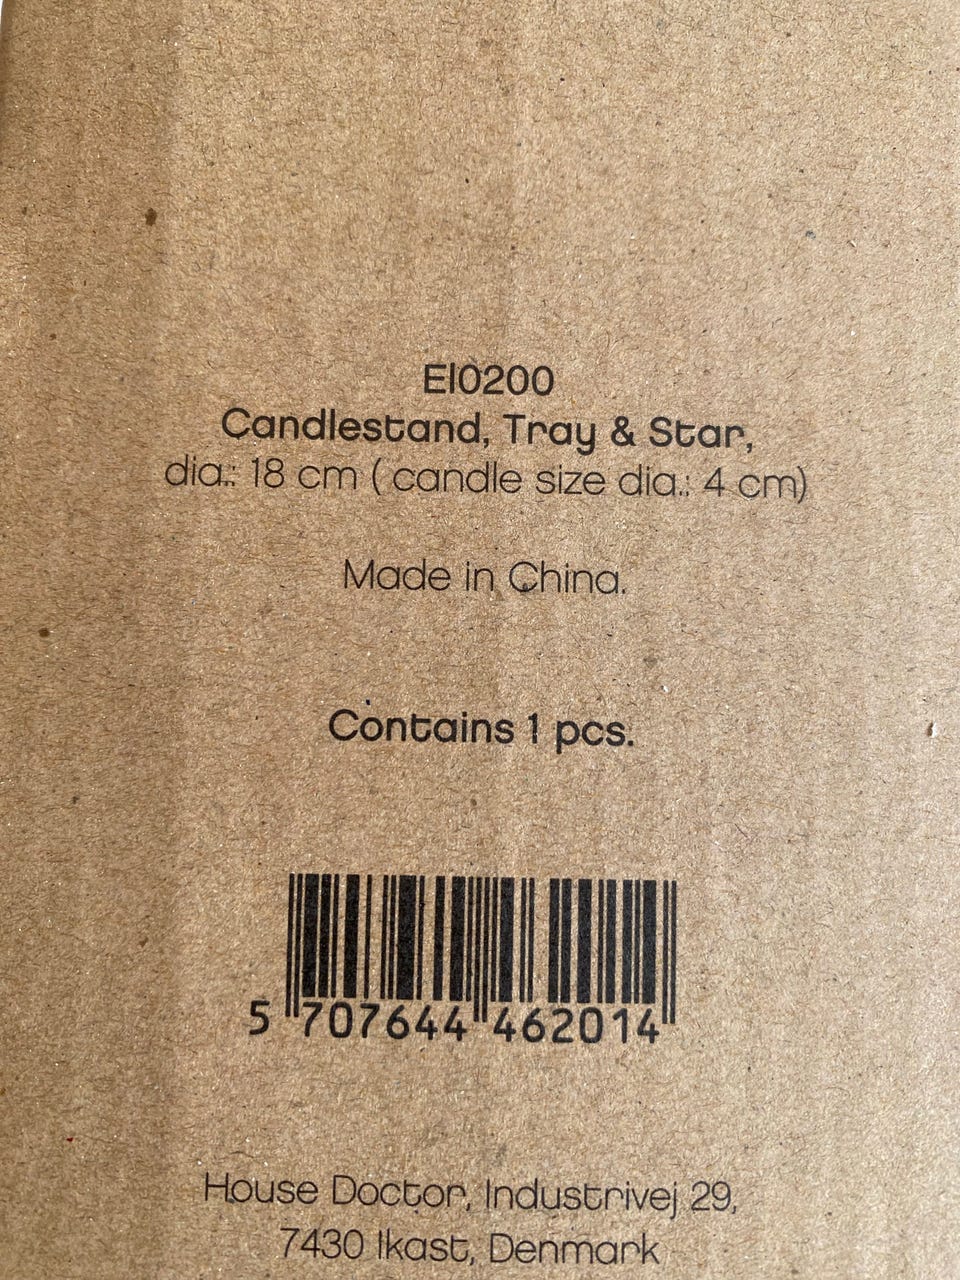 El0200
Candlestand, Tray & Star,
dia.: 18 cm ( candle size dia.: 4 cm)
Made in China.
Contains 1 pcs.
5 707644 462014
House Doctor, Industrivej 29,
7430 Ikast, Denmark